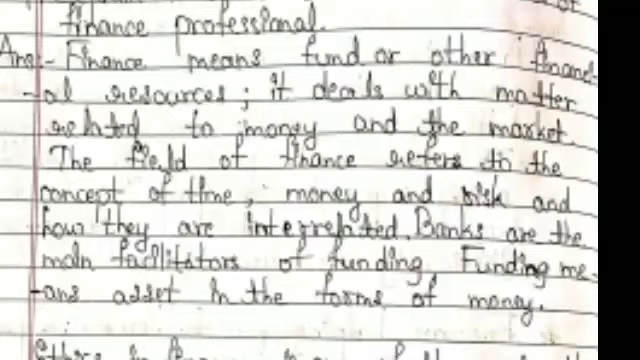 of
finance professional.
Ans:- Finance means fund or other financi-
-al resources; it deals with matter
related to money and the market.
The field of finance refers to the
concept of time, money and risk and
how they are interrelated. Banks are the
main facilitators of funding. Funding me-
-ans asset in the forms of money.